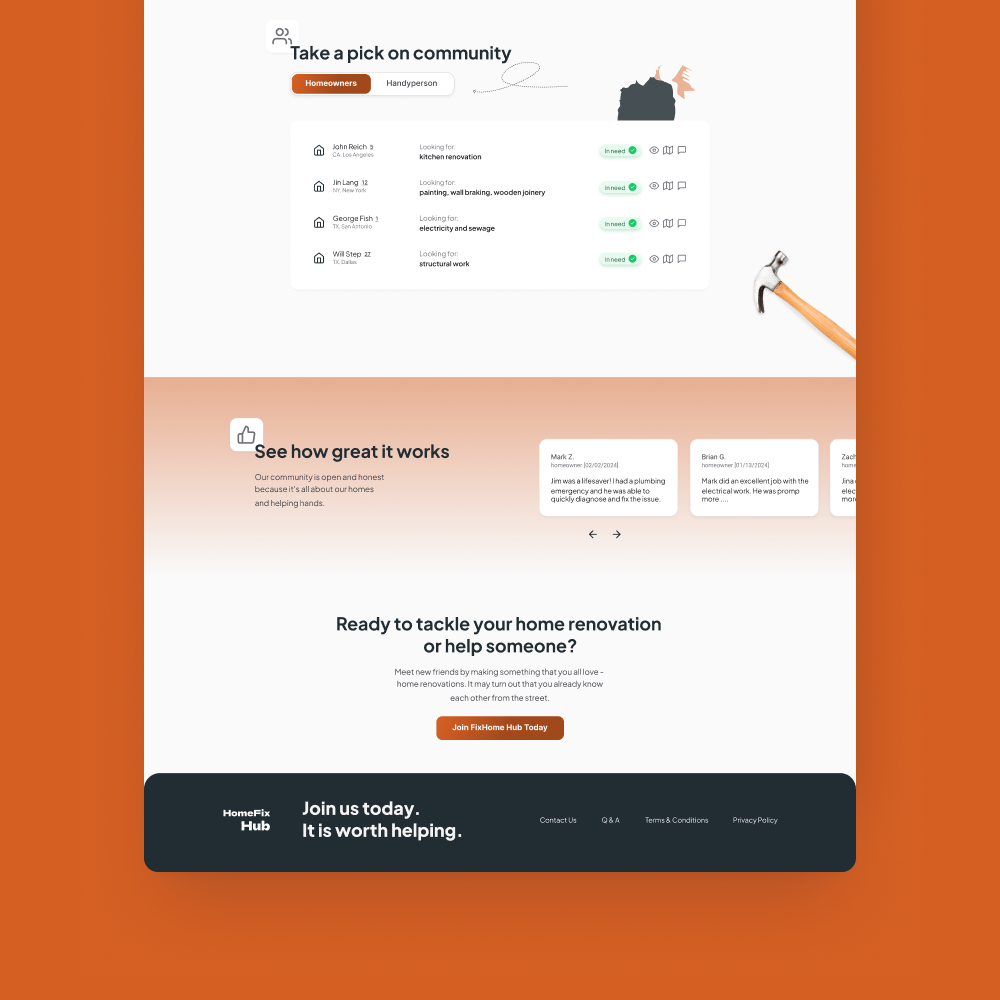 Take a pick on community
Homeowners
Handyperson
John Reich 3
CA, Los Angeles
Looking for:
kitchen renovation
In need
Jin Lang 12
NY, New York
Looking for:
painting, wall braking, wooden joinery
In need
George Fish 1
TX, San Antonio
Looking for:
electricity and sewage
In need
Will Step 27
TX, Dallas
Looking for:
structural work
In need
See how great it works
Our community is open and honest
because it's all about our homes
and helping hands.
Mark Z.
homeowner [02/02/2024]
Jim was a lifesaver! I had a plumbing
emergency and he was able to
quickly diagnose and fix the issue.
Brian G.
homeowner [01/13/2024]
Mark did an excellent job with the
electrical work. He was promp
more ....
Zach
home
Jina
elec
more
Ready to tackle your home renovation
or help someone?
Meet new friends by making something that you all love -
home renovations. It may turn out that you already know
each other from the street.
Join FixHome Hub Today
HomeFix
Hub
Join us today.
It is worth helping.
Contact Us
Q & A
Terms & Conditions
Privacy Policy